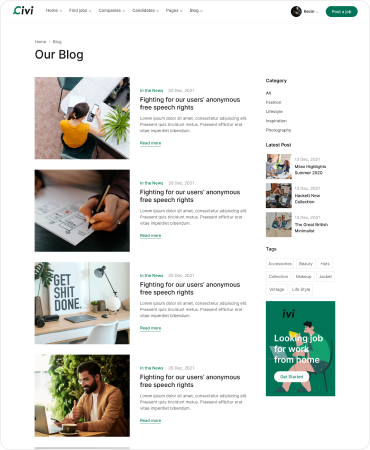 Civi
Home Find jobs Companies Candidates Pages Blog
Kevin
Post a job
Home / Blog
Our Blog
In the News 20 Dec, 2021
Fighting for our users' anonymous
free speech rights
Lorem ipsum dolor sit amet, consectetur adipiscing elit.
Praesent quis tincidunt metus. Praesent efficitur erat
vitae tempor bibendum.
Read more
In the News 20 Dec, 2021
Fighting for our users' anonymous
free speech rights
Lorem ipsum dolor sit amet, consectetur adipiscing elit.
Praesent quis tincidunt metus. Praesent efficitur erat
vitae tempor bibendum.
Read more
GET
SHIT
DONE.
In the News 20 Dec, 2021
Fighting for our users' anonymous
free speech rights
Lorem ipsum dolor sit amet, consectetur adipiscing elit.
Praesent quis tincidunt metus. Praesent efficitur erat
vitae tempor bibendum.
Read more
In the News 20 Dec, 2021
Fighting for our users' anonymous
free speech rights
Lorem ipsum dolor sit amet, consectetur adipiscing elit.
Praesent quis tincidunt metus. Praesent efficitur erat
vitae tempor bibendum.
Read more
Category
All
Fashion
Lifestyle
Inspiration
Photography
Latest Post
13 Dec, 2021
Milan Highlights
Summer 2020
13 Dec, 2021
Hackett New
Collection
13 Dec, 2021
The Great British
Minimalist
Tags
Accessories Beauty Hats
Collection Makeup Jacket
Vintage Life Style
ivi
Looking job
for work
from home
Get Started